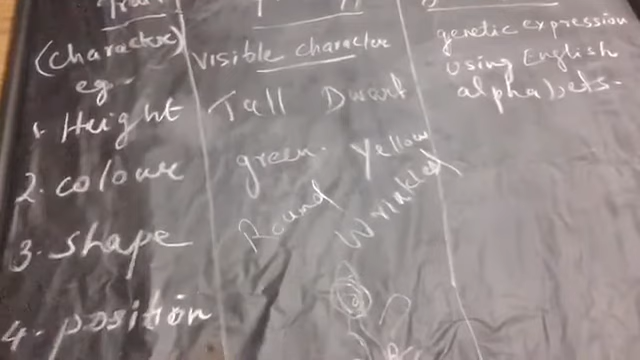 (character) visible character genetic expression
eg- using English
alphabets.
1. Height Tall Dwarf
2. colour green. Yellow
3. shape Round Wrinkled
4. position